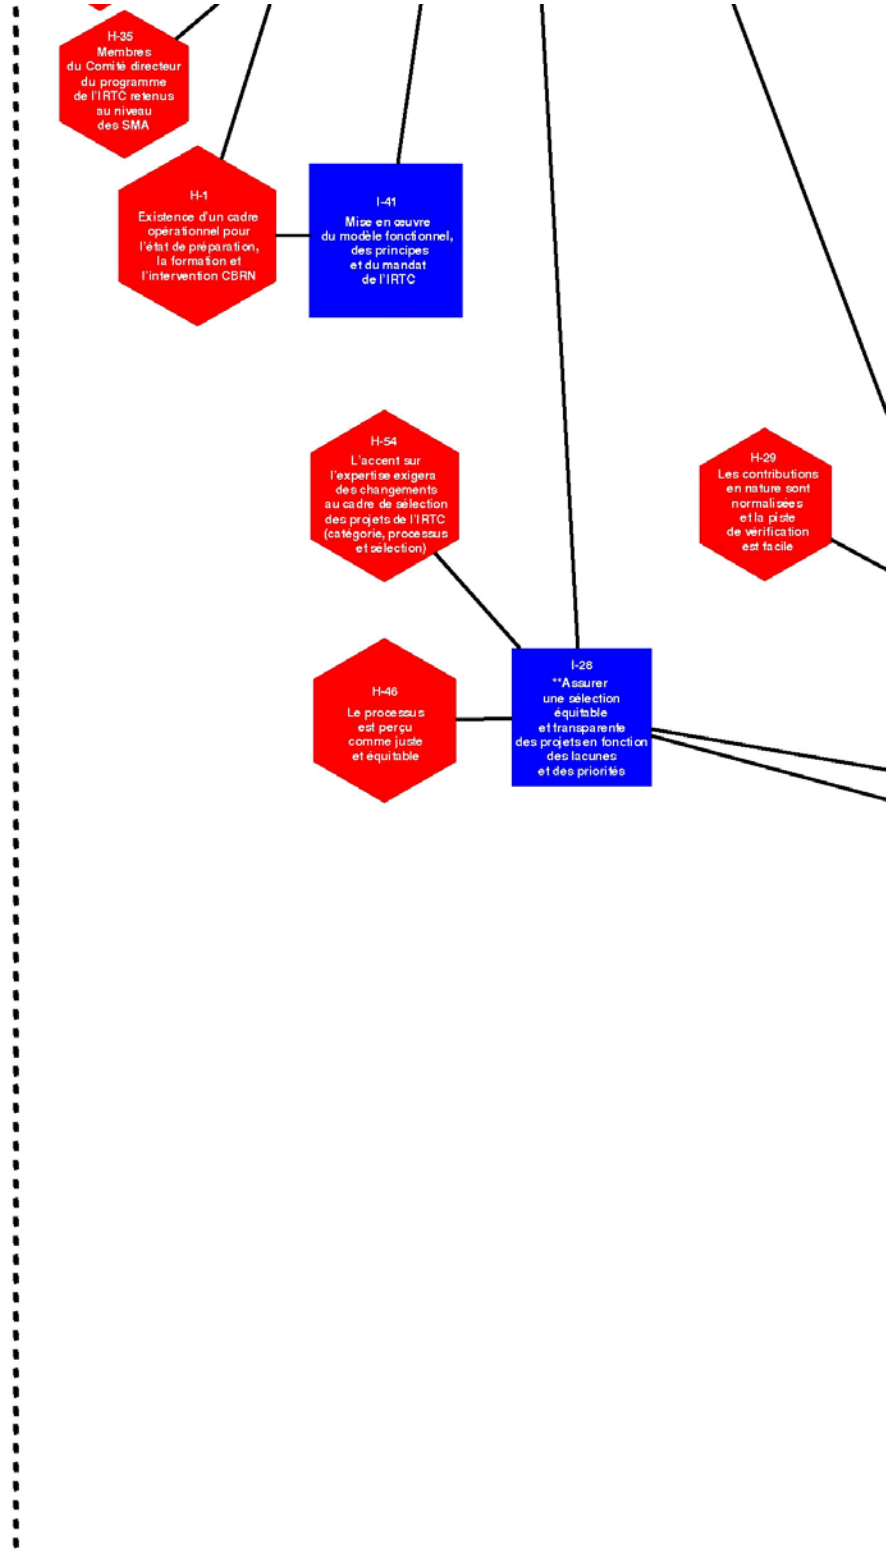 H-35
Membres
du Comité directeur
du programme
de l'IRTC retenus
au niveau
des SMA
H-1
Existence d'un cadre
opérationnel pour
l'état de préparation,
la formation et
l'intervention CBRN
I-41
Mise en œuvre
du modèle fonctionnel,
des principes
et du mandat
de l'IRTC
H-54
L'accent sur
l'expertise exigera
des changements
au cadre de sélection
des projets de l'IRTC
(catégorie, processus
et sélection)
H-29
Les contributions
en nature sont
normalisées
et la piste
de vérification
est facile
H-46
Le processus
est perçu
comme juste
et équitable
I-28
**Assurer
une sélection
équitable
et transparente
des projets en fonction
des lacunes
et des priorités